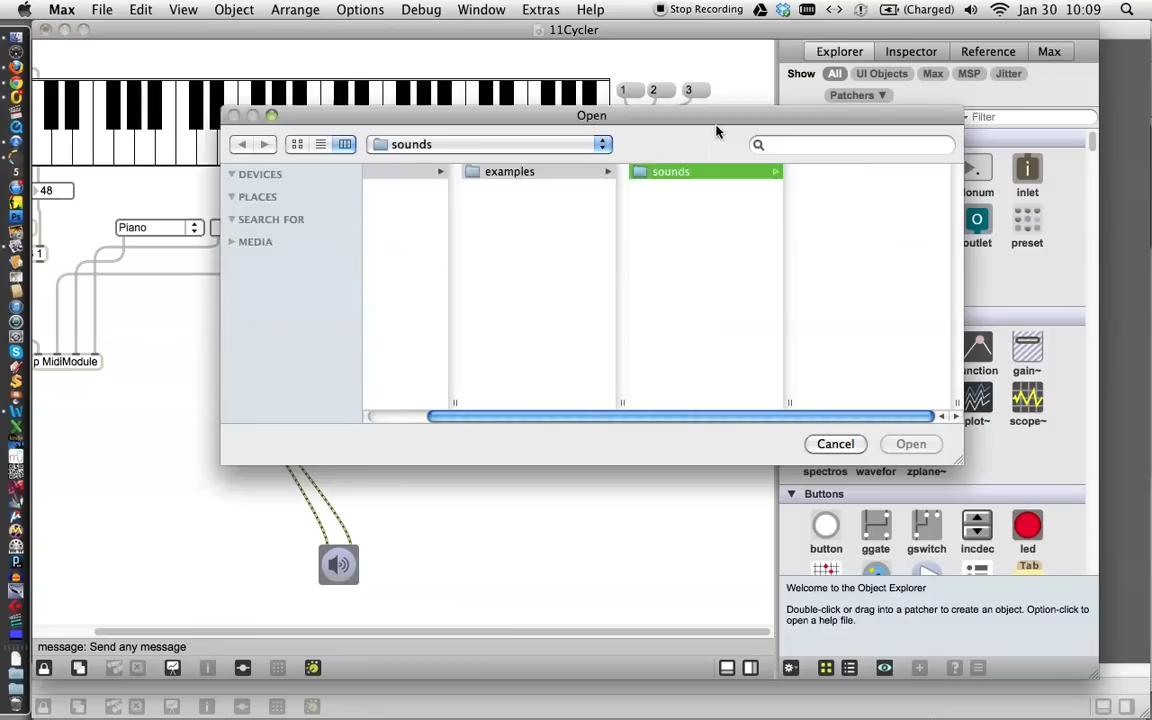 Max File Edit View Object Arrange Options Debug Window Extras Help Stop Recording (Charged) Jan 30 10:09
11Cycler
Explorer Inspector Reference Max
Show All UI Objects Max MSP Jitter
Patchers ▼
1 2 3
Filter
Open
sounds
DEVICES
PLACES
SEARCH FOR
MEDIA
examples
sounds
48
Piano
1
p MidiModule
Cancel Open
inlet
outlet preset
gain~
scope~
spectros wavefor zplane~
Buttons
button ggate gswitch incdec led
Tab
Welcome to the Object Explorer
Double-click or drag into a patcher to create an object. Option-click to
open a help file.
message: Send any message